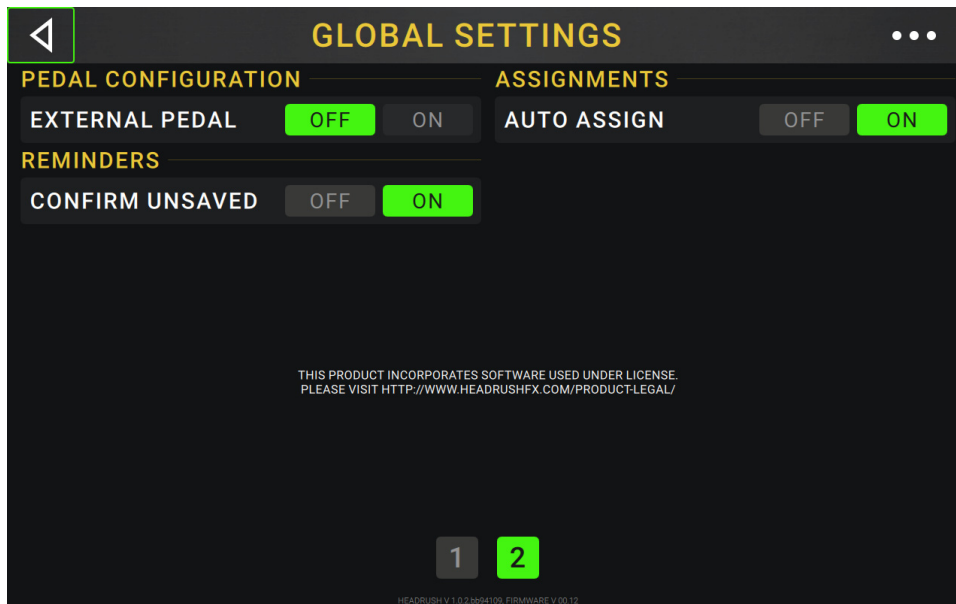 GLOBAL SETTINGS
PEDAL CONFIGURATION
EXTERNAL PEDAL OFF ON
REMINDERS
CONFIRM UNSAVED OFF ON
ASSIGNMENTS
AUTO ASSIGN OFF ON
THIS PRODUCT INCORPORATES SOFTWARE USED UNDER LICENSE.
PLEASE VISIT HTTP://WWW.HEADRUSHFX.COM/PRODUCT-LEGAL/
1 2
HEADRUSH V 1.0.2.bb94109, FIRMWARE V 00.12